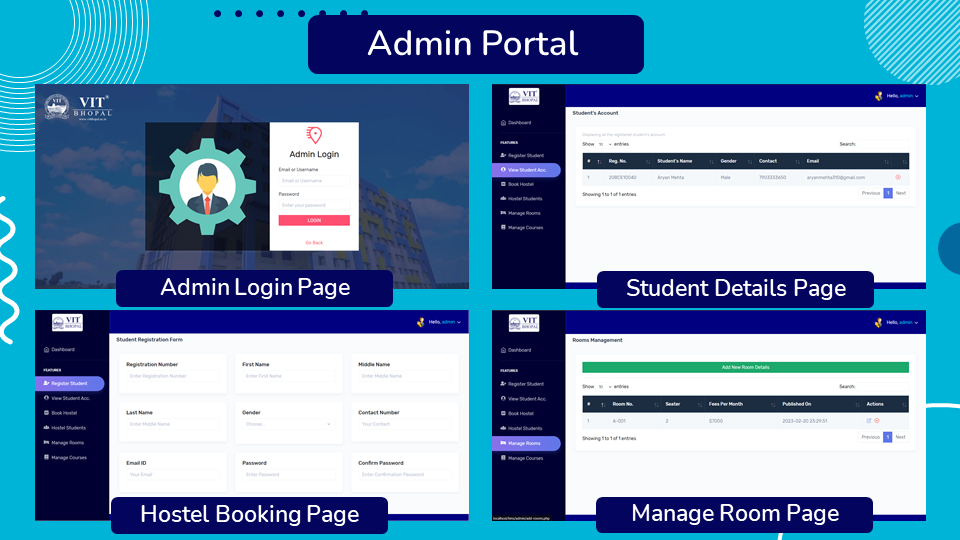 Admin Portal
VIT
BHOPAL
www.vitbhopal.ac.in
Admin Login
Email or Username
Email or Username
Password
Enter your password
LOGIN
Go Back
Admin Login Page
VIT
BHOPAL
Hello, admin
Dashboard
FEATURES
Register Student
View Student Acc.
Book Hostel
Hostel Students
Manage Rooms
Manage Courses
Student's Account
Displaying all the registered student's account
Show 10 entries
Search:
# Reg. No. Student's Name Gender Contact Email
1 20BCE10040 Aryan Mehta Male
Showing 1 to 1 of 1 entries
Previous 1 Next
Student Details Page
VIT
BHOPAL
Hello, admin
Dashboard
FEATURES
Register Student
View Student Acc.
Book Hostel
Hostel Students
Manage Rooms
Manage Courses
Student Registration Form
Registration Number First Name Middle Name
Enter Registration Number Enter First Name Enter Middle Name
Last Name Gender Contact Number
Enter Middle Name Choose... Your Contact
Email ID Password Confirm Password
Your Email Enter Password Enter Confirmation Password
Hostel Booking Page
VIT
BHOPAL
Hello, admin
Dashboard
FEATURES
Register Student
View Student Acc.
Book Hostel
Hostel Students
Manage Rooms
Manage Courses
Rooms Management
Add New Room Details
Show 10 entries
Search:
# Room No. Seater Fees Per Month Published On Actions
1 A-001 2 2023-02-20 23:29:51
Showing 1 to 1 of 1 entries
Previous 1 Next
localhost/hms/admin/add-rooms.php
Manage Room Page